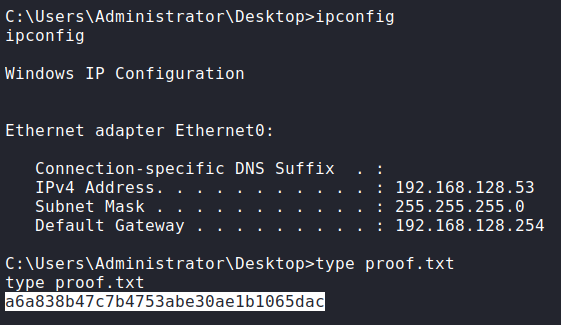 C:\Users\Administrator\Desktop>ipconfig
ipconfig
Windows IP Configuration
Ethernet adapter Ethernet0:
   Connection-specific DNS Suffix  . :
   IPv4 Address. . . . . . . . . . . : 192.168.128.53
   Subnet Mask . . . . . . . . . . . : 255.255.255.0
   Default Gateway . . . . . . . . . : 192.168.128.254
C:\Users\Administrator\Desktop>type proof.txt
type proof.txt
a6a838b47c7b4753abe30ae1b1065dac